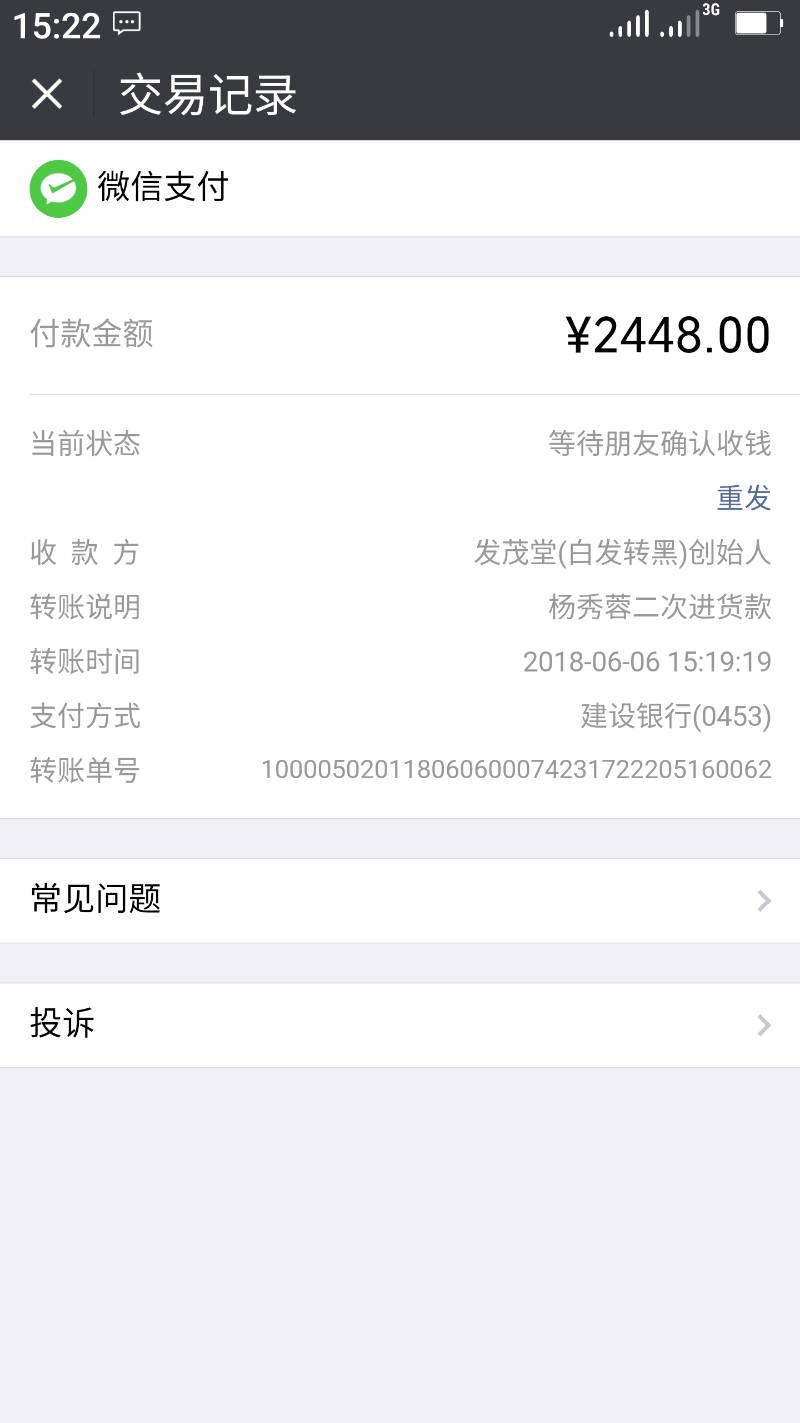 15:22
3G
交易记录
微信支付
付款金额 ¥2448.00
当前状态 等待朋友确认收钱
重发
收款方 发茂堂(白发转黑)创始人
转账说明 杨秀蓉二次进货款
转账时间 2018-06-06 15:19:19
支付方式 建设银行(0453)
转账单号 100005020118060600074231722205160062
常见问题
投诉